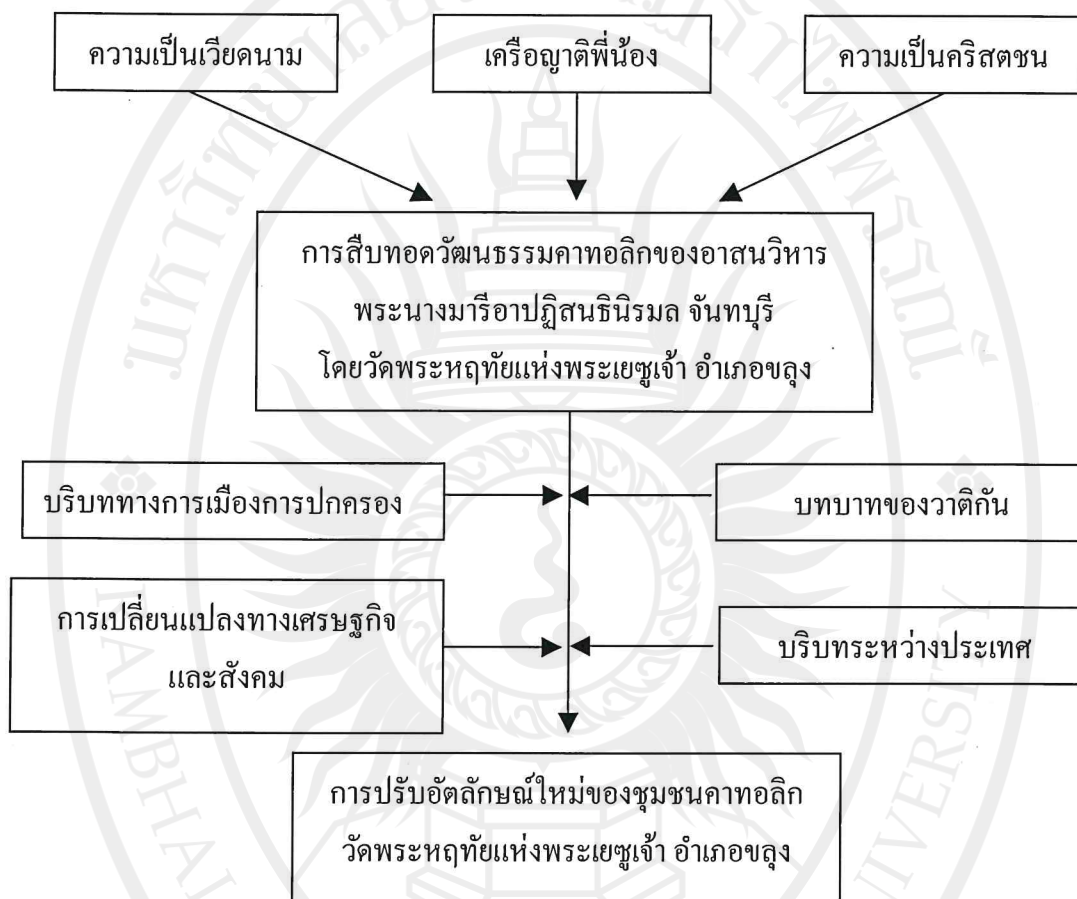 ความเป็นเวียดนาม
เครือญาติพี่น้อง
ความเป็นคริสตชน
การสืบทอดวัฒนธรรมคาทอลิกของอาสนวิหาร
พระนางมารีอาปฏิสนธินิรมล จันทบุรี
โดยวัดพระหฤทัยแห่งพระเยซูเจ้า อำเภอขลุง
บริบททางการเมืองการปกครอง
บทบาทของวาติกัน
การเปลี่ยนแปลงทางเศรษฐกิจ
และสังคม
บริบทระหว่างประเทศ
การปรับอัตลักษณ์ใหม่ของชุมชนคาทอลิก
วัดพระหฤทัยแห่งพระเยซูเจ้า อำเภอขลุง